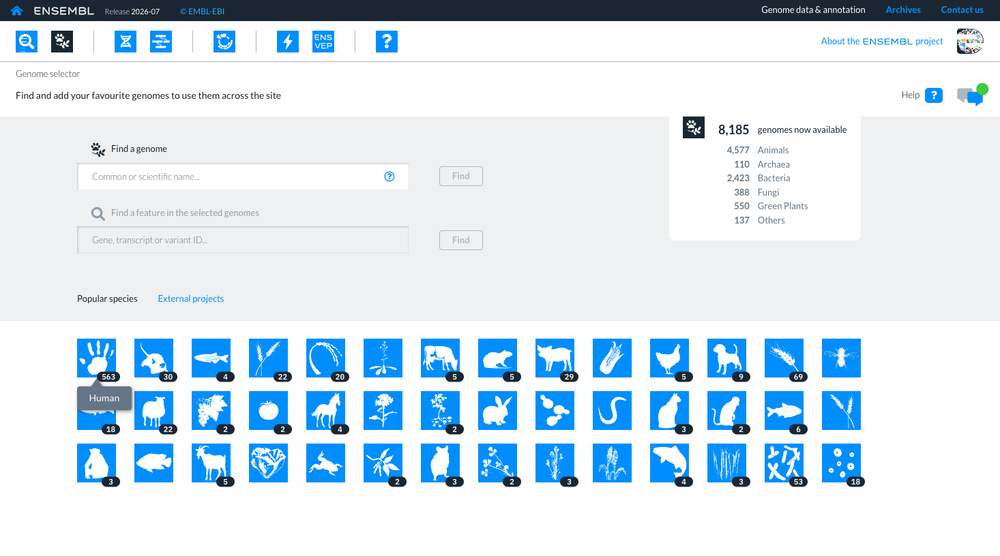 ENSEMBL Release 2026-07 © EMBL-EBI Genome data & annotation Archives Contact us
ENS VEP ? About the ENSEMBL project
Genome selector
Find and add your favourite genomes to use them across the site
Help ?
8,185 genomes now available
4,577 Animals
110 Archaea
2,423 Bacteria
388 Fungi
550 Green Plants
137 Others
Find a genome
Common or scientific name... ? Find
Find a feature in the selected genomes
Gene, transcript or variant ID... Find
Popular species External projects
563 30 4 22 20 5 5 29 5 9 69
Human
18 22 2 2 4 2 3 2 6
3 5 2 3 2 3 4 3 53 18